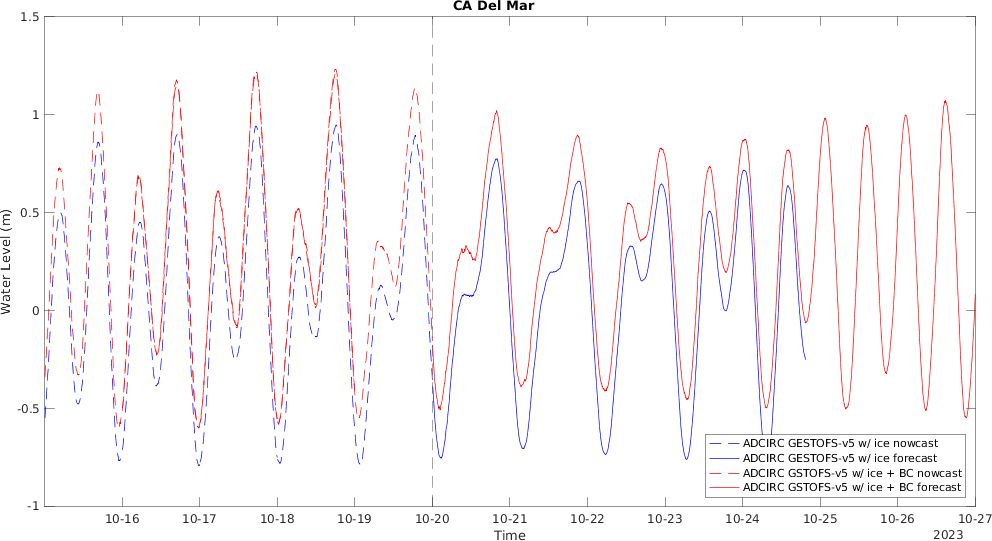 CA Del Mar
1.5
1
0.5
0
-0.5
-1
Water Level (m)
10-16 10-17 10-18 10-19 10-20 10-21 10-22 10-23 10-24 10-25 10-26 10-27
Time
2023
ADCIRC GESTOFS-v5 w/ ice nowcast
ADCIRC GESTOFS-v5 w/ ice forecast
ADCIRC GSTOFS-v5 w/ ice + BC nowcast
ADCIRC GSTOFS-v5 w/ ice + BC forecast